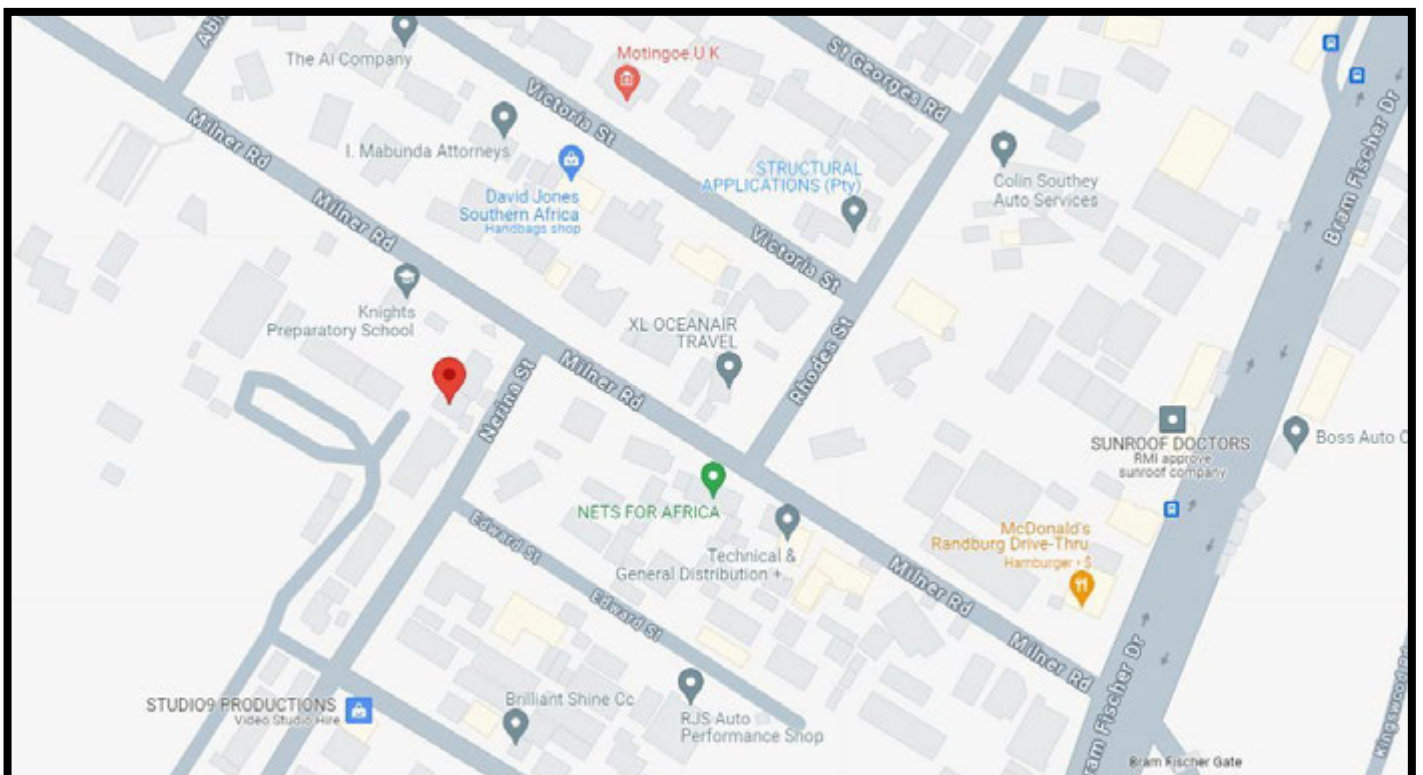 The AI Company
Motingoe U K
St Georges Rd
Victoria St
Milner Rd
I. Mabunda Attorneys
David Jones
Southern Africa
Handbags shop
STRUCTURAL
APPLICATIONS (Pty)
Colin Southey
Auto Services
Bram Fischer Dr
Milner Rd
Victoria St
Knights
Preparatory School
XL OCEANAIR
TRAVEL
Rhodes St
Milner Rd
Nerina St
SUNROOF DOCTORS
RMI approve
sunroof company
Boss Auto
NETS FOR AFRICA
Edward St
Technical &
General Distribution +...
McDonald's
Randburg Drive-Thru
Hamburger • $
Milner Rd
Edward St
Milner Rd
STUDIO9 PRODUCTIONS
Video Studio Hire
Brilliant Shine Cc
RJS Auto
Performance Shop
Fischer Dr
Bram Fischer Gate
Kingswood Rd